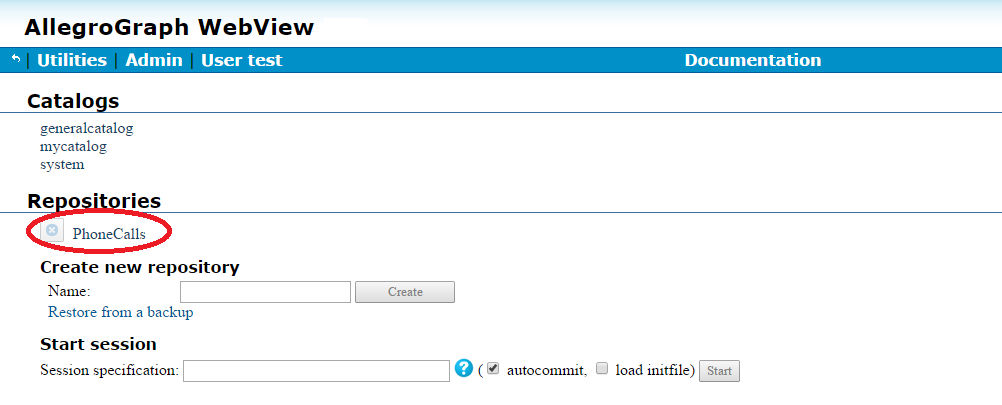 AllegroGraph WebView
| Utilities | Admin | User test Documentation
Catalogs
generalcatalog
mycatalog
system
Repositories
PhoneCalls
Create new repository
Name: Create
Restore from a backup
Start session
Session specification: ? ( autocommit, load initfile) Start